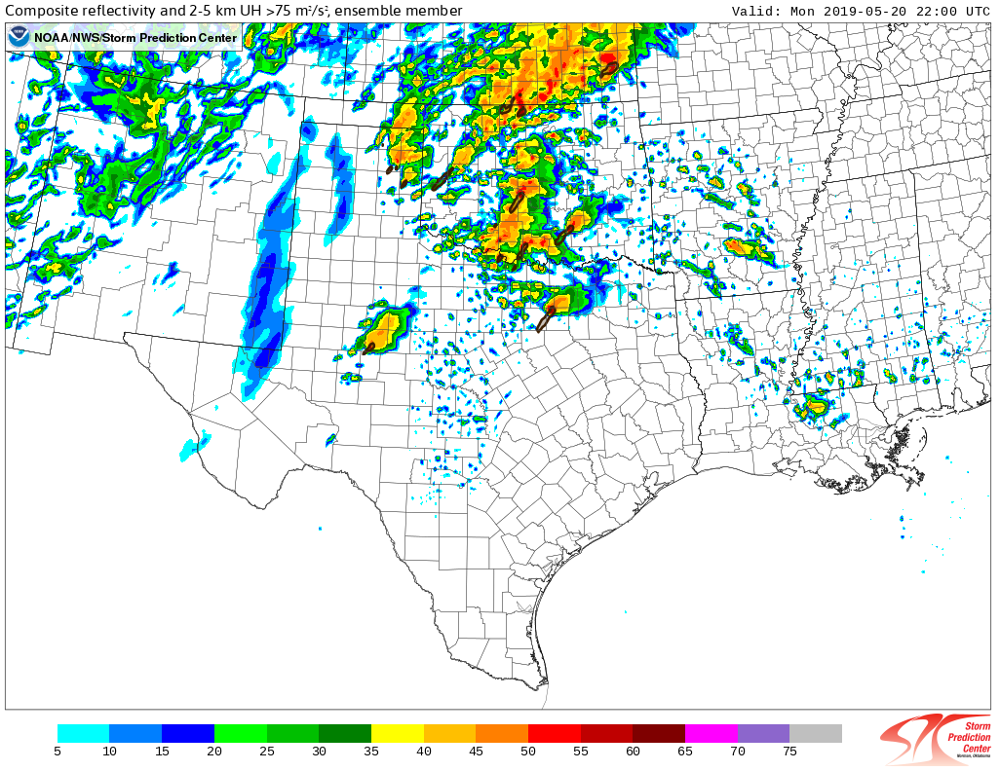 Composite reflectivity and 2-5 km UH >75 m²/s², ensemble member
Valid: Mon 2019-05-20 22:00 UTC
NOAA/NWS/Storm Prediction Center
5 10 15 20 25 30 35 40 45 50 55 60 65 70 75
Storm
Prediction
Center
Norman, Oklahoma